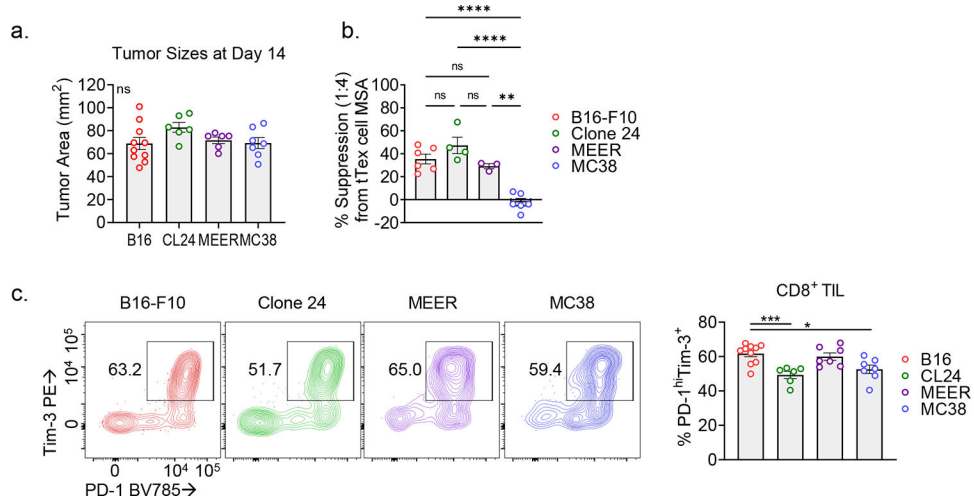 a.
Tumor Sizes at Day 14
Tumor Area (mm²)
120
100
80
60
40
20
0
ns
B16 CL24 MEER MC38
b.
% Suppression (1:4)
from tTex cell MSA
100
80
60
40
20
0
-20
****
****
ns
ns ns **
B16-F10
Clone 24
MEER
MC38
c.
B16-F10 Clone 24 MEER MC38
Tim-3 PE→
10⁵
10⁴
0
63.2 51.7 65.0 59.4
0 10⁴ 10⁵
PD-1 BV785→
CD8⁺ TIL
% PD-1ʰⁱTim-3⁺
80
60
40
20
0
***
*
B16
CL24
MEER
MC38